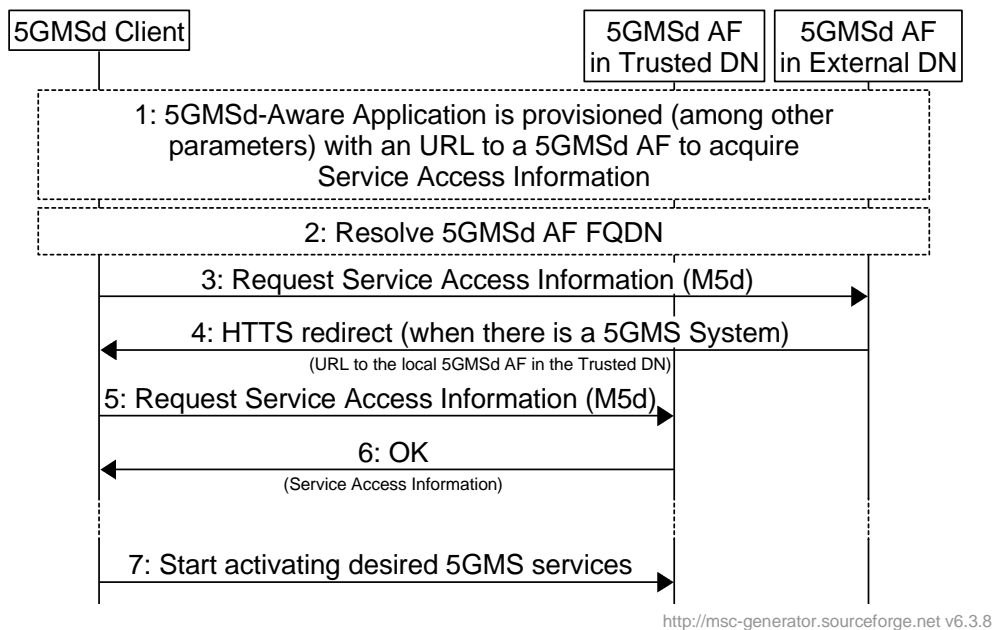 5GMSd Client
5GMSd AF
in Trusted DN
5GMSd AF
in External DN
1: 5GMSd-Aware Application is provisioned (among other
parameters) with an URL to a 5GMSd AF to acquire
Service Access Information
2: Resolve 5GMSd AF FQDN
3: Request Service Access Information (M5d)
4: HTTS redirect (when there is a 5GMS System)
(URL to the local 5GMSd AF in the Trusted DN)
5: Request Service Access Information (M5d)
6: OK
(Service Access Information)
7: Start activating desired 5GMS services
http://msc-generator.sourceforge.net v6.3.8